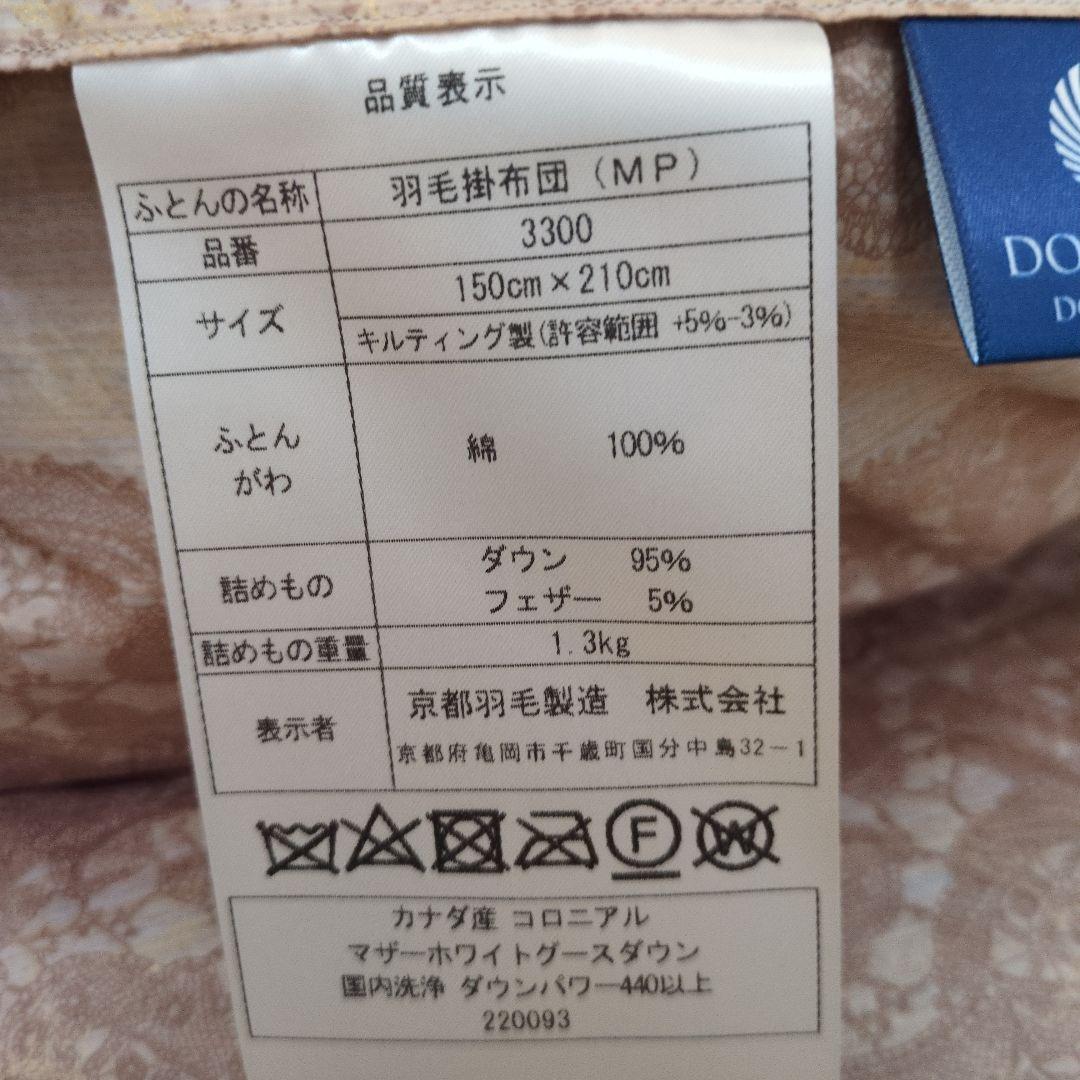 品質表示
ふとんの名称 羽毛掛布団（MP）
品番 3300
サイズ 150cm×210cm
キルティング製(許容範囲 +5%-3%)
ふとん
がわ
綿 100%
詰めもの
ダウン 95%
フェザー 5%
詰めもの重量 1.3kg
表示者
京都羽毛製造 株式会社
京都府亀岡市千歳町国分中島32-1
F W
カナダ産 コロニアル
マザーホワイトグースダウン
国内洗浄 ダウンパワー440以上
220093
DO
DO